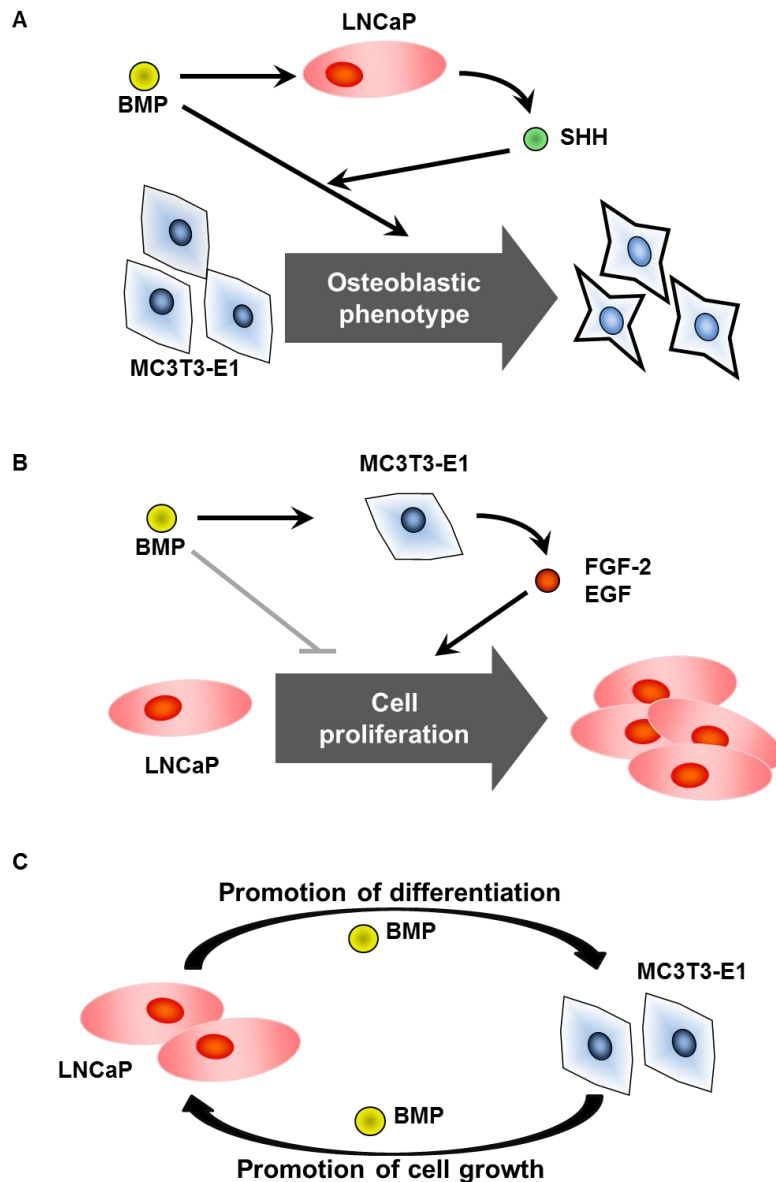 A
LNCaP
BMP
SHH
Osteoblastic
phenotype
MC3T3-E1
B
MC3T3-E1
BMP
FGF-2
EGF
Cell
proliferation
LNCaP
C
Promotion of differentiation
BMP
MC3T3-E1
LNCaP
BMP
Promotion of cell growth